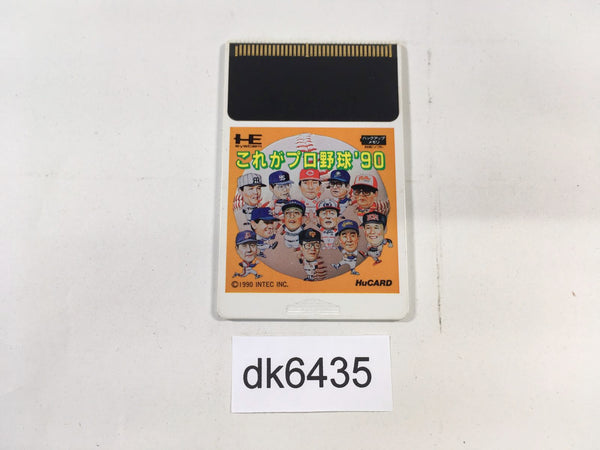 HE SYSTEM
バックアップ
メモリ
これがプロ野球'90
©1990 INTEC INC.
HuCARD
dk6435